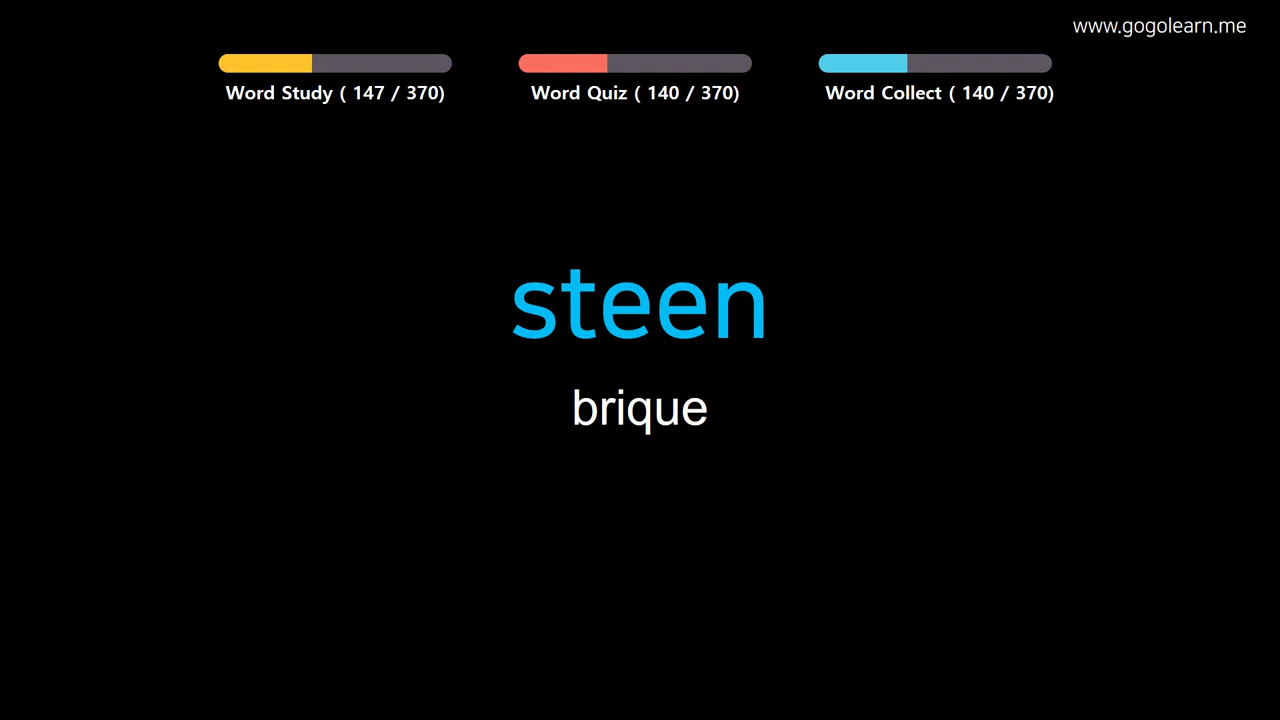 www.gogolearn.me
Word Study ( 147 / 370)
Word Quiz ( 140 / 370)
Word Collect ( 140 / 370)
steen
brique